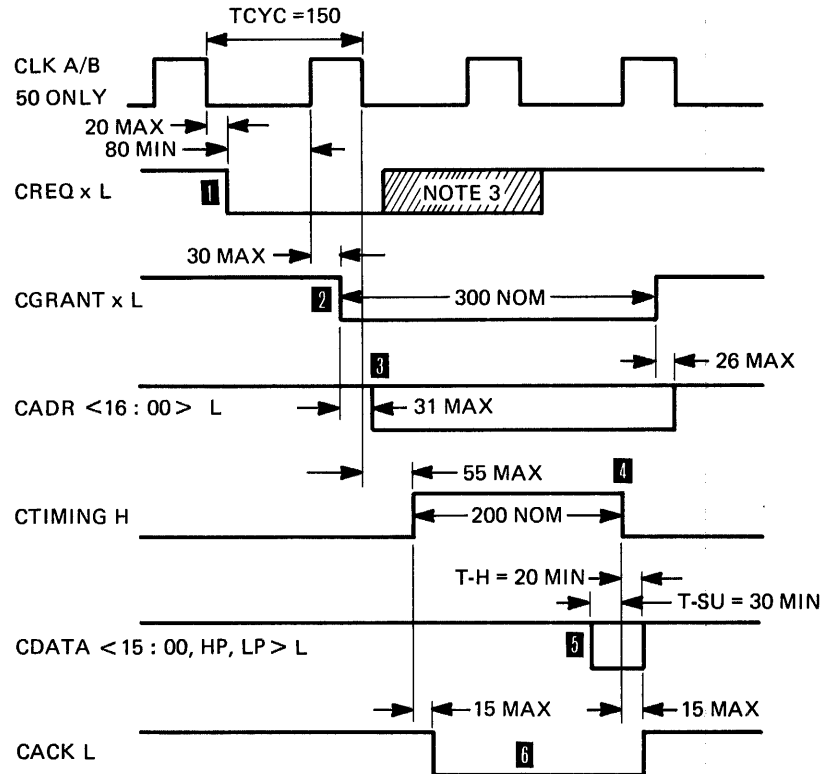 TCYC =150
CLK A/B
50 ONLY
20 MAX
80 MIN
1
CREQ x L
NOTE 3
30 MAX
CGRANT x L
2
300 NOM
3
26 MAX
CADR <16 : 00> L
31 MAX
55 MAX
4
CTIMING H
200 NOM
T-H = 20 MIN
T-SU = 30 MIN
CDATA <15 : 00, HP, LP> L
5
15 MAX
15 MAX
CACK L
6